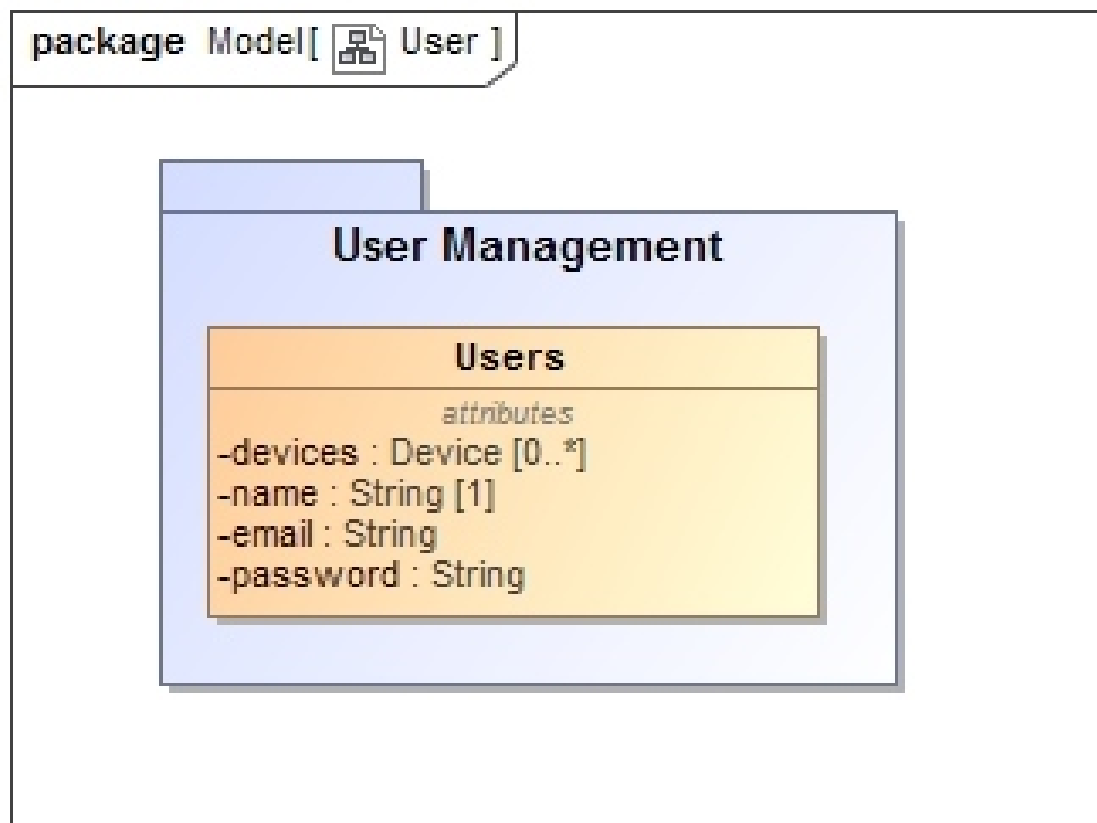 package Model[ User ]
User Management
Users
attributes
-devices : Device [0..*]
-name : String [1]
-email : String
-password : String